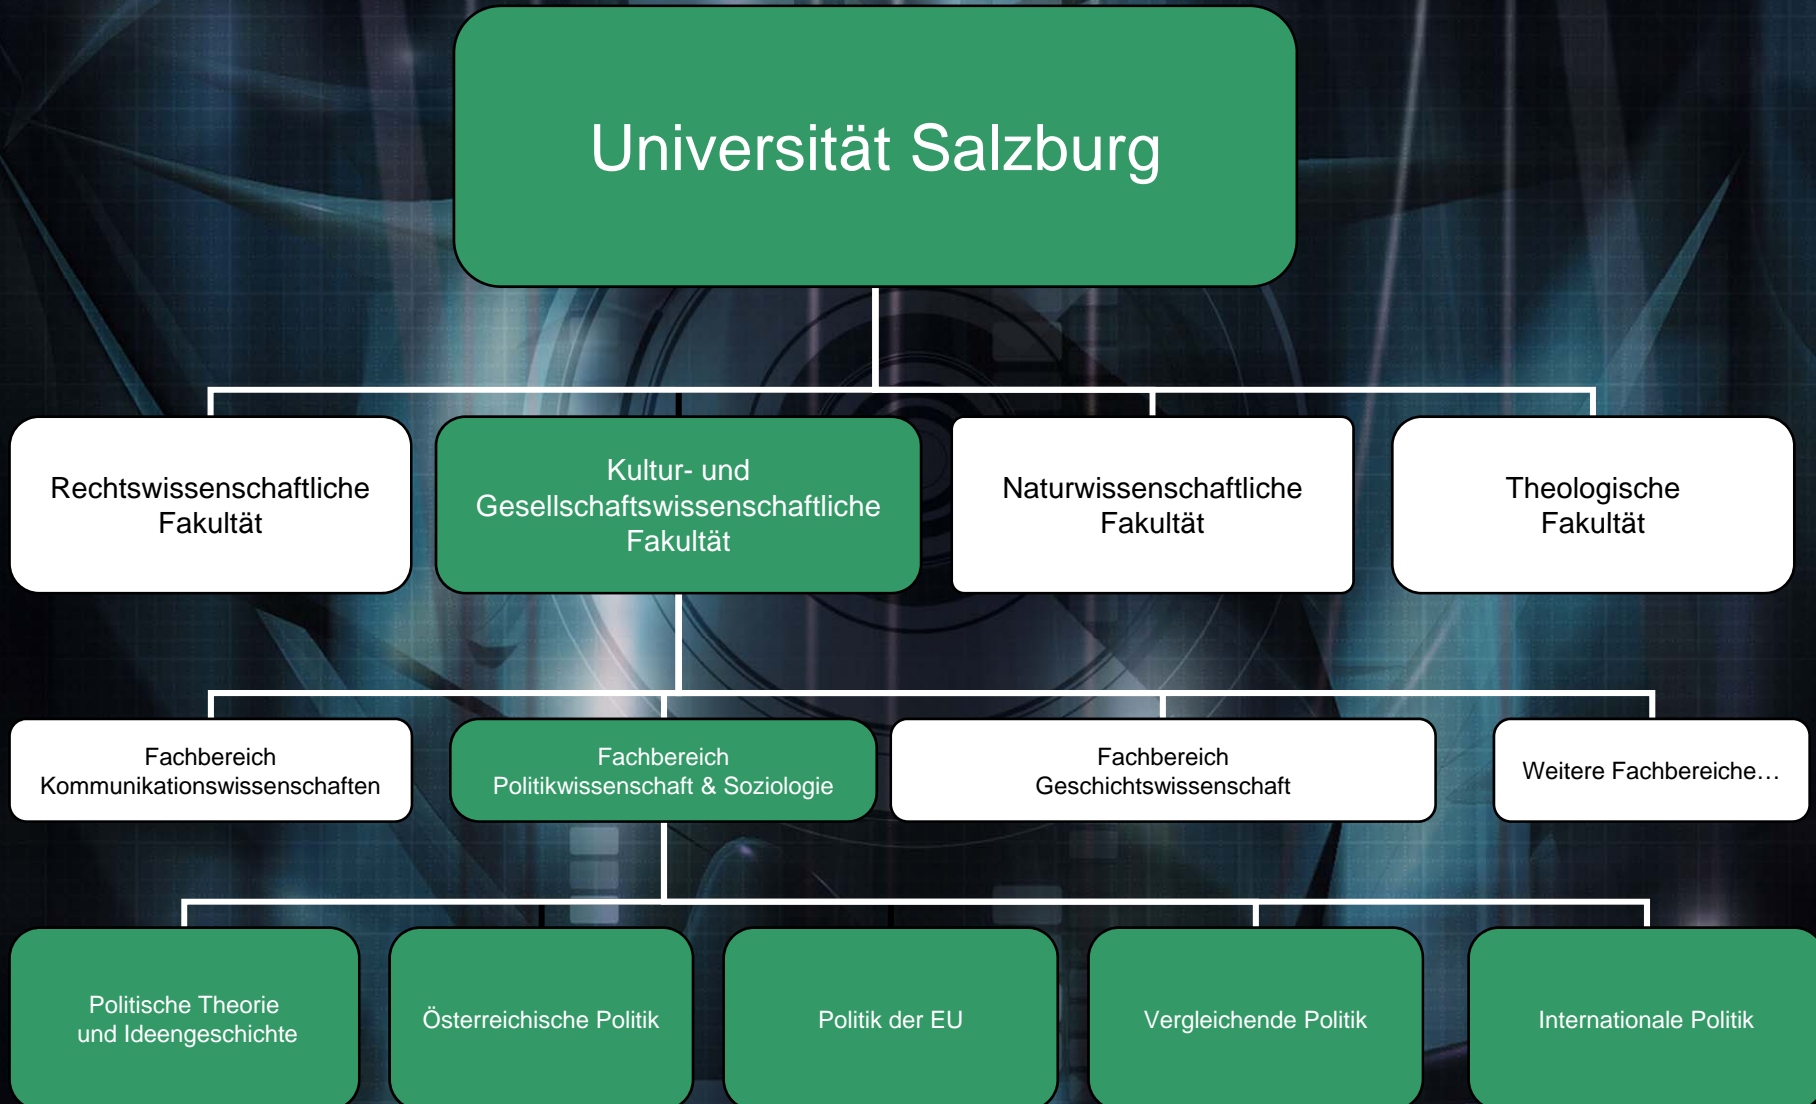 Universität Salzburg
Rechtswissenschaftliche
Fakultät
Kultur- und
Gesellschaftswissenschaftliche
Fakultät
Naturwissenschaftliche
Fakultät
Theologische
Fakultät
Fachbereich
Kommunikationswissenschaften
Fachbereich
Politikwissenschaft & Soziologie
Fachbereich
Geschichtswissenschaft
Weitere Fachbereiche…
Politische Theorie
und Ideengeschichte
Österreichische Politik
Politik der EU
Vergleichende Politik
Internationale Politik